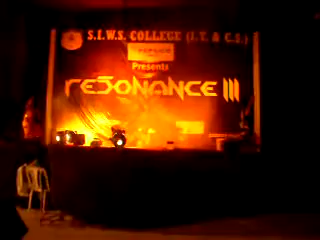 S.I.W.S. COLLEGE (I.T. & C.S.)
Presents
RESONANCE III